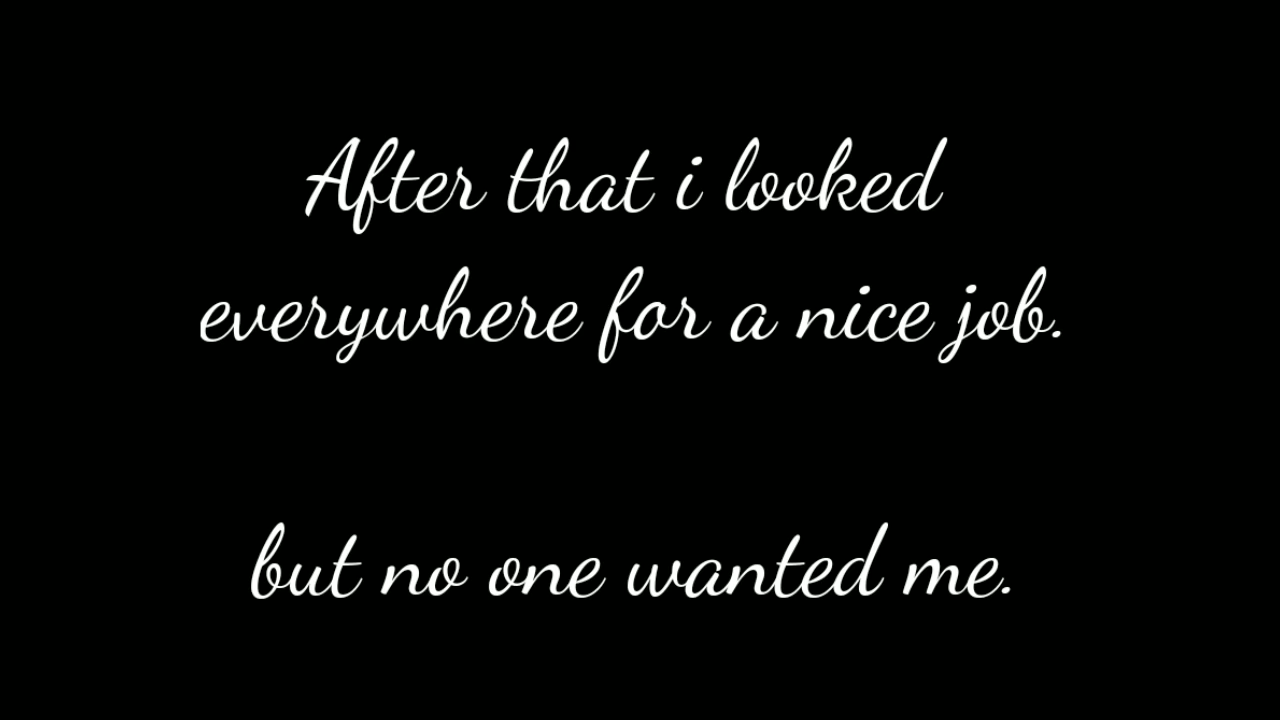 After that i looked
everywhere for a nice job.
but no one wanted me.